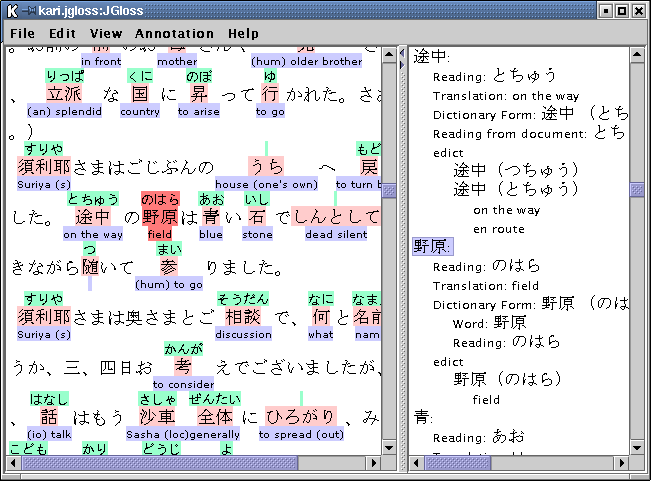 kari.jgloss:JGloss
File Edit View Annotation Help
in front mother (hum) older brother
りっぱ くに のぼ ゆ
、立派な国に昇って行かれた。さ
(an) splendid country to arise to go
。）
すりや もど
須利耶さまはごじぶんの うち へ 戻
Suriya (s) house (one's own) to turn b
とちゅう のはら あお いし
した。途中の野原は青い石でしんとして
on the way field blue stone dead silent
つ まい
きながら随いて参りました。
(hum) to go
すりや そうだん なに なま
須利耶さまは奥さまとご相談で、何と名前
Suriya (s) discussion what nam
かんが
うか、三、四日お考えでございましたが、
to consider
はなし さしゃ ぜんたい
、話はもう沙車全体にひろがり、み
(io) talk Sasha (loc)generally to spread (out)
こども かり どうじ よ
途中:
Reading: とちゅう
Translation: on the way
Dictionary Form: 途中 （とち
Reading from document: とち
edict
途中（つちゅう）
途中（とちゅう）
on the way
en route
野原:
Reading: のはら
Translation: field
Dictionary Form: 野原 （のは
Word: 野原
Reading: のはら
edict
野原（のはら）
field
青:
Reading: あお